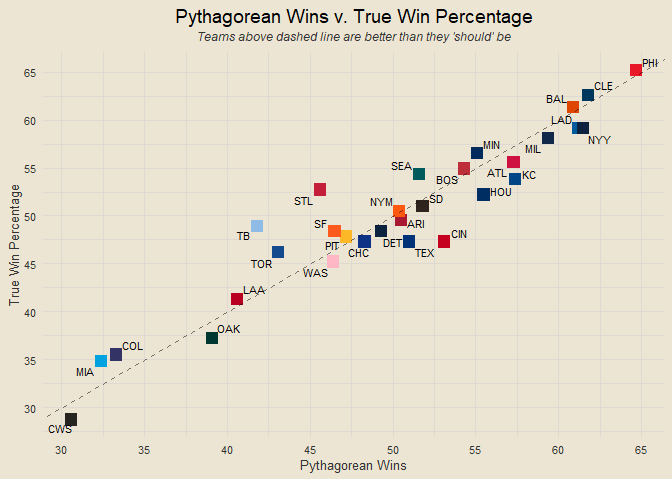 Pythagorean Wins v. True Win Percentage
Teams above dashed line are better than they 'should' be
True Win Percentage
65
60
55
50
45
40
35
30
PHI
CLE
BAL
LAD
NYY
MIN
MIL
SEA
BOS
ATL
KC
HOU
STL
NYM
SD
ARI
SF
TB
PIT
CHC
DET
TEX
CIN
TOR
WAS
LAA
OAK
COL
MIA
CWS
30 35 40 45 50 55 60 65
Pythagorean Wins